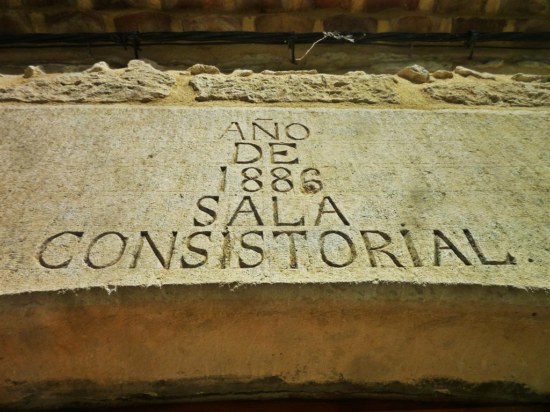 AÑO
DE
1886
SALA
CONSISTORIAL.